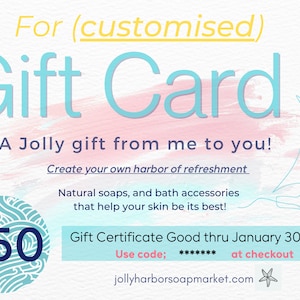 For (customised)
Gift Card
A Jolly gift from me to you!
Create your own harbor of refreshment
Natural soaps, and bath accessories
that help your skin be its best!
50
Gift Certificate Good thru January 30
Use code; ******* at checkout
jollyharborsoapmarket.com